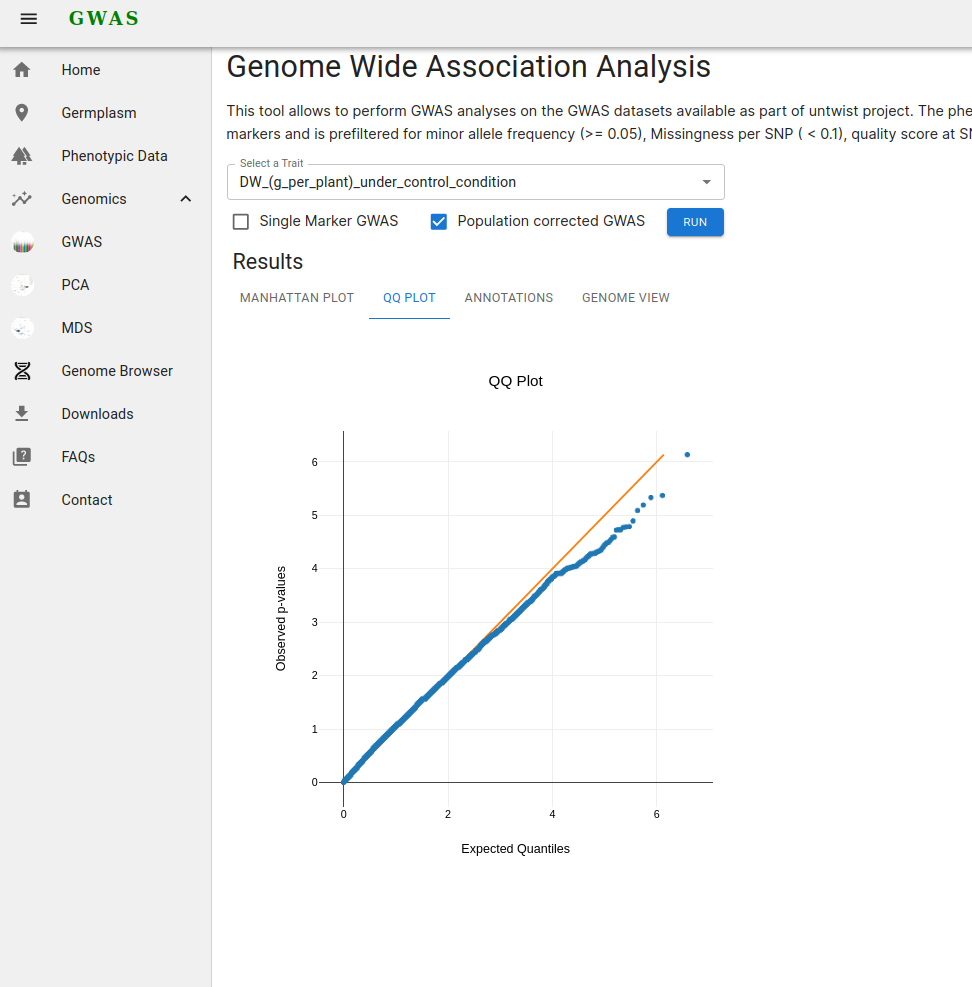 GWAS
Home
Germplasm
Phenotypic Data
Genomics
GWAS
PCA
MDS
Genome Browser
Downloads
FAQs
Contact
Genome Wide Association Analysis
This tool allows to perform GWAS analyses on the GWAS datasets available as part of untwist project. The phe
markers and is prefiltered for minor allele frequency (>= 0.05), Missingness per SNP ( < 0.1), quality score at SN
Select a Trait
DW_(g_per_plant)_under_control_condition
Single Marker GWAS Population corrected GWAS RUN
Results
MANHATTAN PLOT QQ PLOT ANNOTATIONS GENOME VIEW
QQ Plot
6
5
4
3
2
1
0
Observed p-values
0 2 4 6
Expected Quantiles